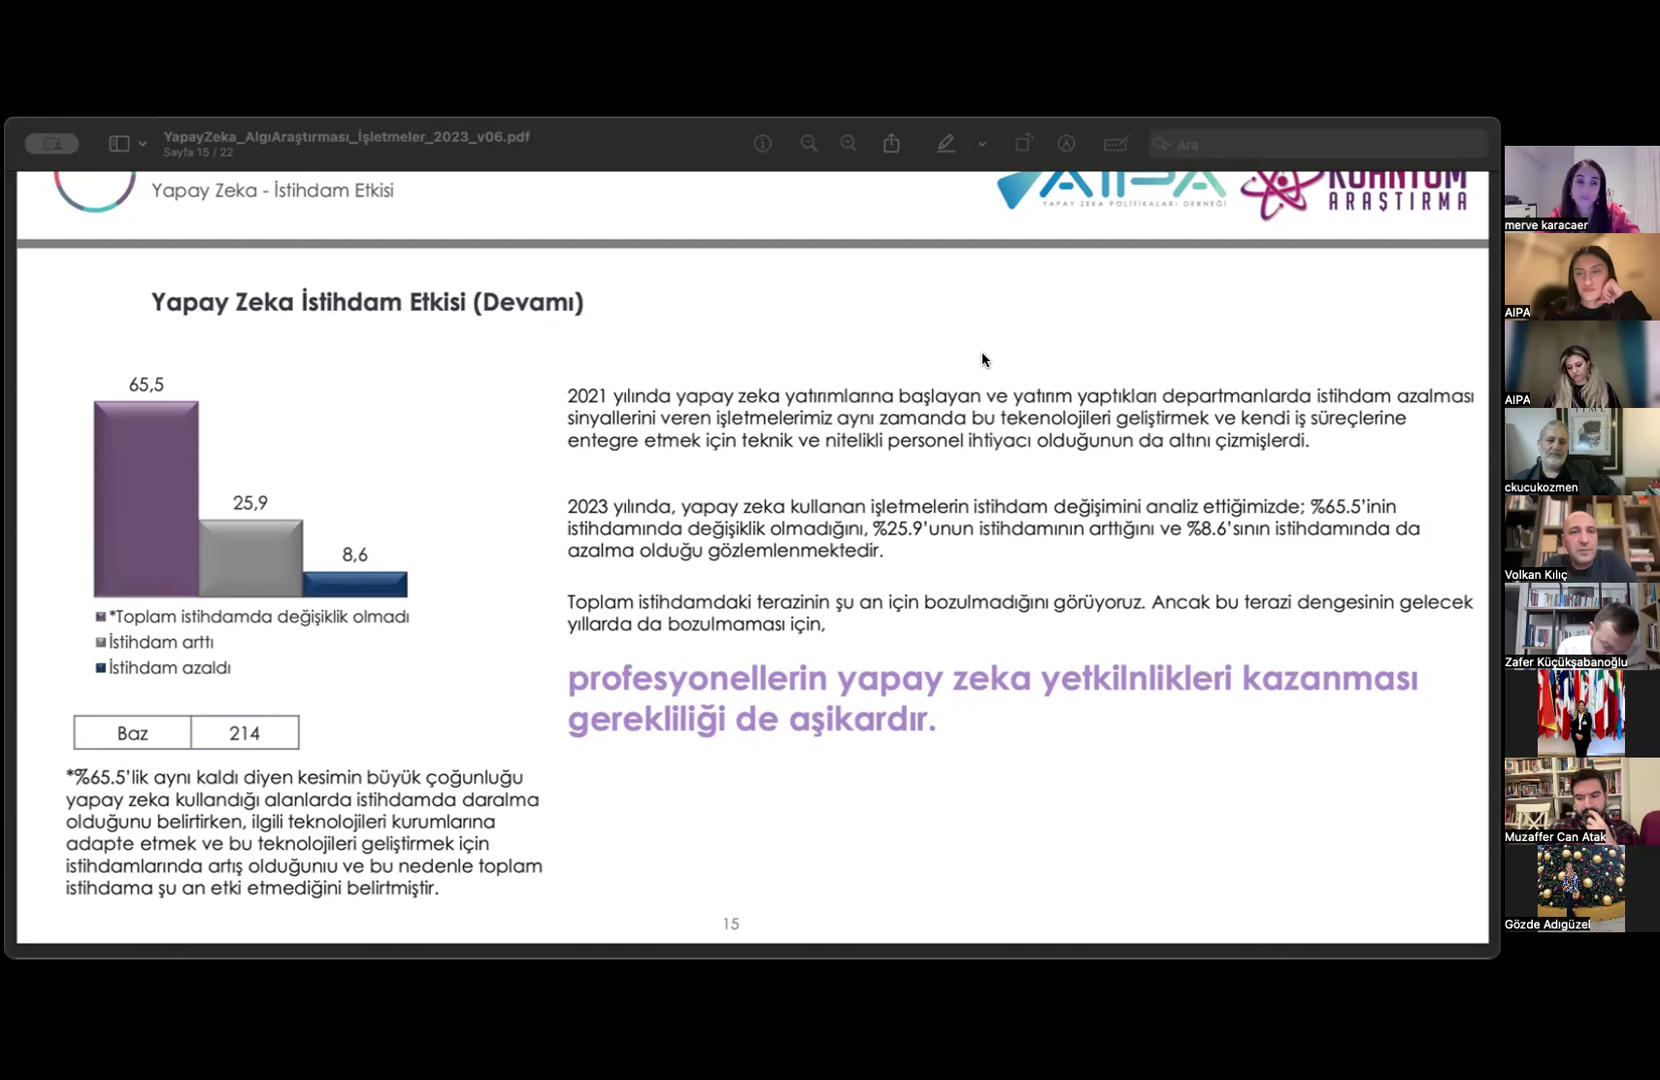 YapayZeka_AlgıAraştırması_İşletmeler_2023_v06.pdf
Sayfa 15 / 22
Ara
Yapay Zeka - İstihdam Etkisi
AIPA
YAPAY ZEKA POLİTİKALARI DERNEĞİ
KUANTUM
ARAŞTIRMA
Yapay Zeka İstihdam Etkisi (Devamı)
65,5
25,9
8,6
*Toplam istihdamda değişiklik olmadı
İstihdam arttı
İstihdam azaldı
Baz 214
*%65.5'lik aynı kaldı diyen kesimin büyük çoğunluğu
yapay zeka kullandığı alanlarda istihdamda daralma
olduğunu belirtirken, ilgili teknolojileri kurumlarına
adapte etmek ve bu teknolojileri geliştirmek için
istihdamlarında artış olduğunıu ve bu nedenle toplam
istihdama şu an etki etmediğini belirtmiştir.
2021 yılında yapay zeka yatırımlarına başlayan ve yatırım yaptıkları departmanlarda istihdam azalması
sinyallerini veren işletmelerimiz aynı zamanda bu tekenolojileri geliştirmek ve kendi iş süreçlerine
entegre etmek için teknik ve nitelikli personel ihtiyacı olduğunun da altını çizmişlerdi.
2023 yılında, yapay zeka kullanan işletmelerin istihdam değişimini analiz ettiğimizde; %65.5'inin
istihdamında değişiklik olmadığını, %25.9'unun istihdamının arttığını ve %8.6'sının istihdamında da
azalma olduğu gözlemlenmektedir.
Toplam istihdamdaki terazinin şu an için bozulmadığını görüyoruz. Ancak bu terazi dengesinin gelecek
yıllarda da bozulmaması için,
profesyonellerin yapay zeka yetkilnlikleri kazanması
gerekliliği de aşikardır.
15
merve karacaer
AIPA
AIPA
TIME
ckucukozmen
Volkan Kılıç
Zafer Küçükşabanoğlu
Muzaffer Can Atak
Gözde Adıgüzel